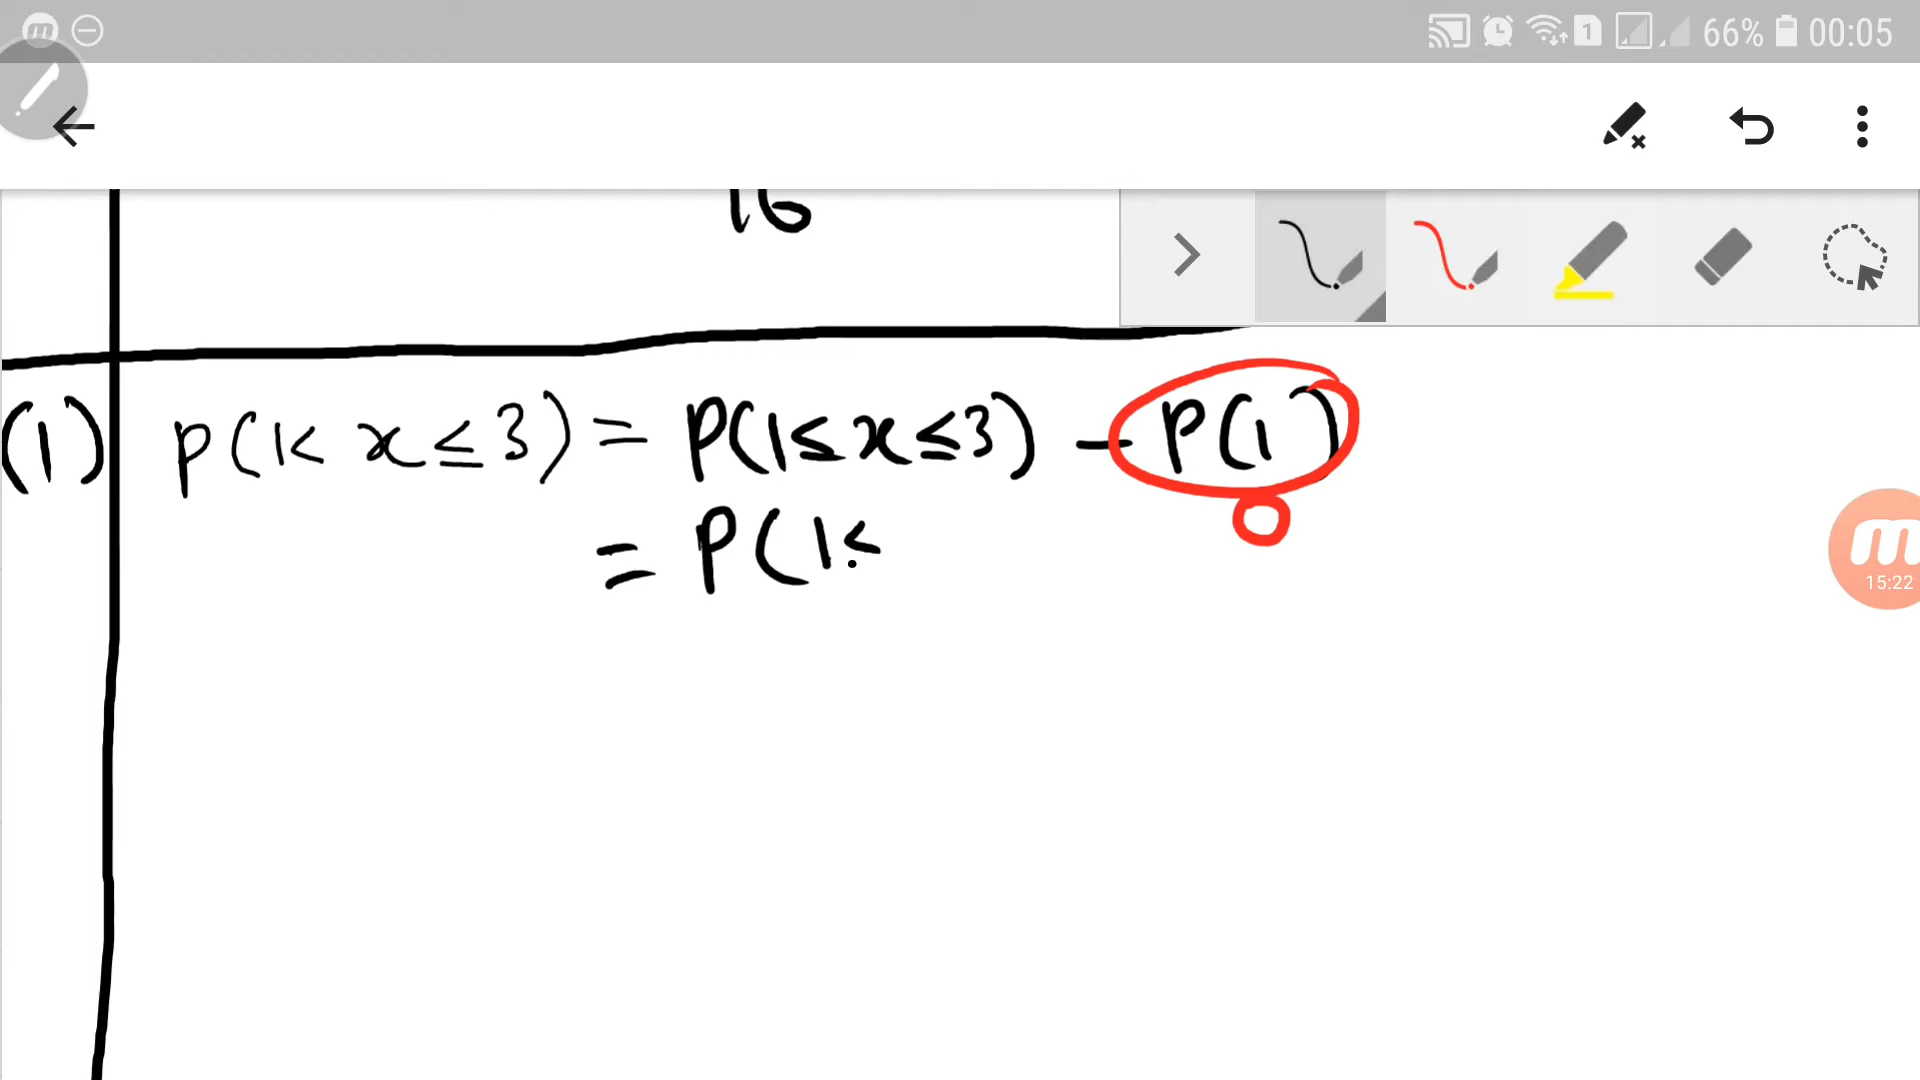 66% 00:05
16
(1) p(1< x≤3) = P(1≤x≤3) - P(1)
0
= P(1<
m
15:22